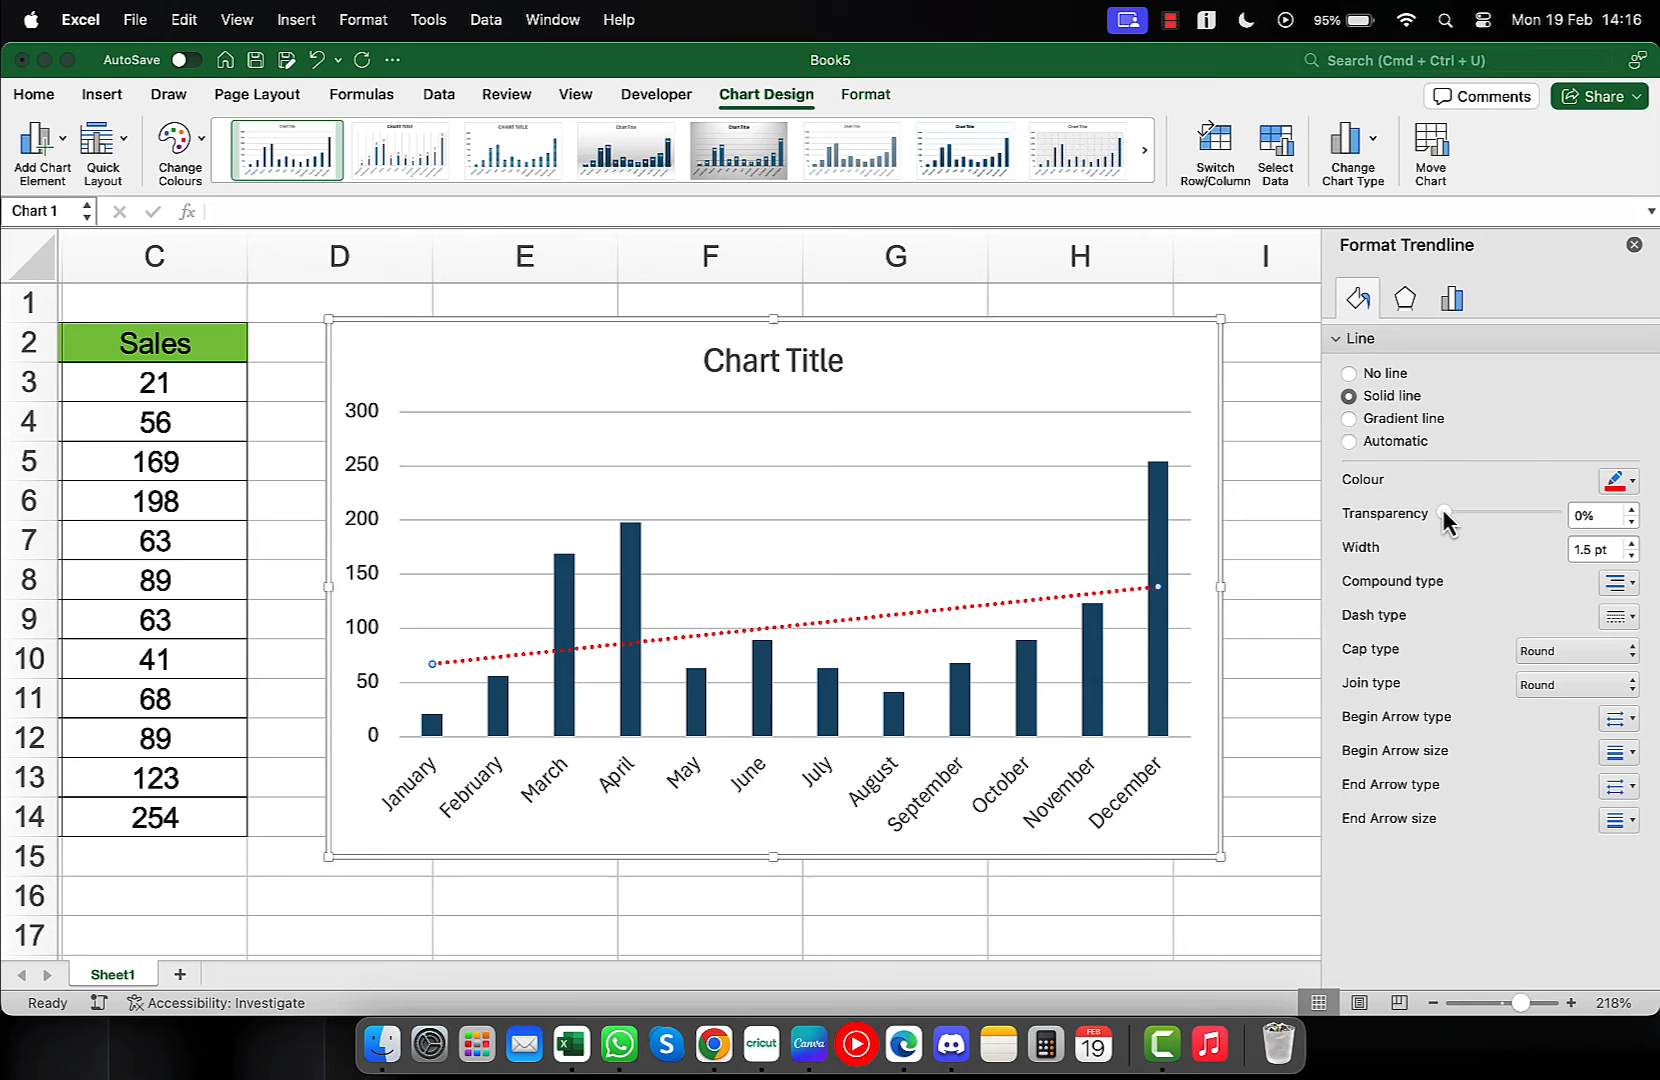 Excel File Edit View Insert Format Tools Data Window Help 95% Mon 19 Feb 14:16
AutoSave Book5 Search (Cmd + Ctrl + U)
Home Insert Draw Page Layout Formulas Data Review View Developer Chart Design Format Comments Share
Add Chart Element
Quick Layout
Change Colours
Switch Row/Column
Select Data
Change Chart Type
Move Chart
Chart 1 fx
C D E F G H I
1
2 Sales
3 21
4 56
5 169
6 198
7 63
8 89
9 63
10 41
11 68
12 89
13 123
14 254
15
16
17
Chart Title
300
250
200
150
100
50
0
January February March April May June July August September October November December
Format Trendline
Line
No line
Solid line
Gradient line
Automatic
Colour
Transparency 0%
Width 1.5 pt
Compound type
Dash type
Cap type Round
Join type Round
Begin Arrow type
Begin Arrow size
End Arrow type
End Arrow size
Sheet1 +
Ready Accessibility: Investigate 218%
cricut Canva FEB 19